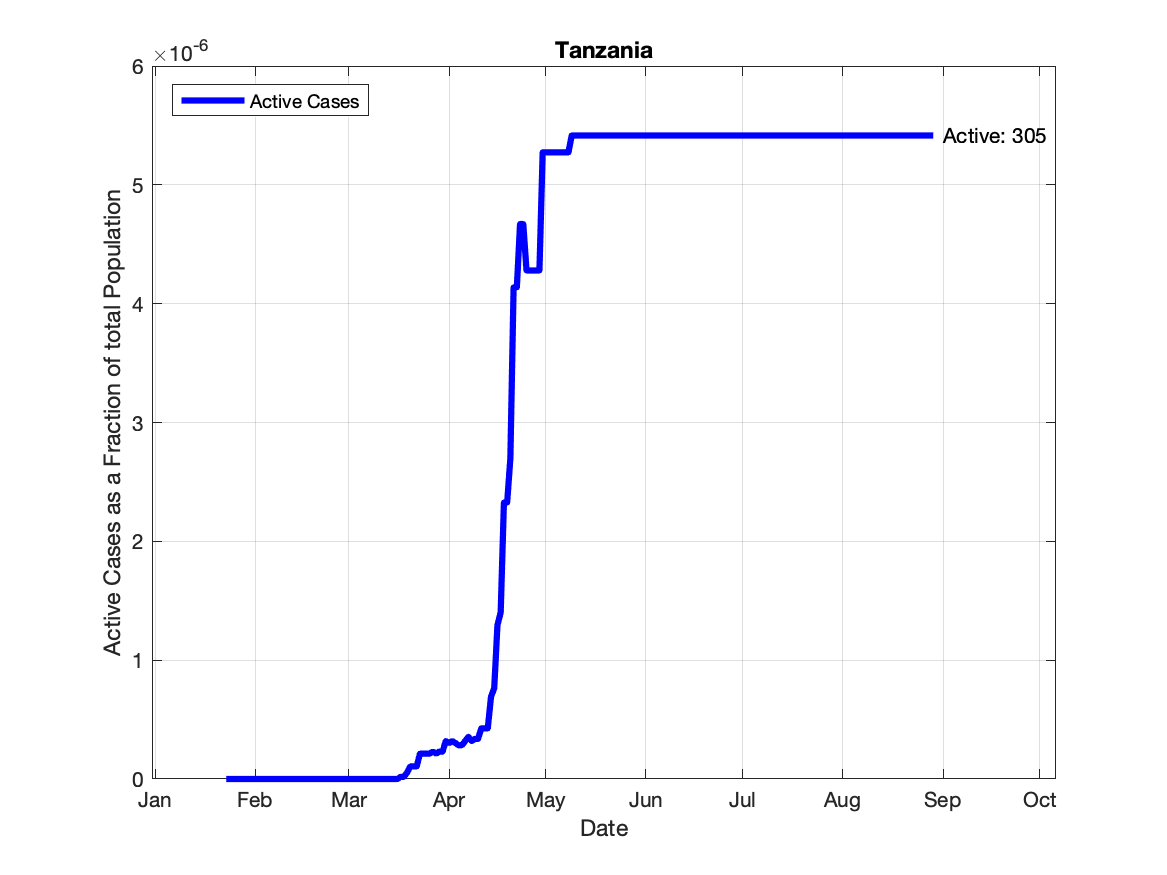 Tanzania
×10-6
Active Cases
Active: 305
6
5
4
3
2
1
0
Active Cases as a Fraction of total Population
Jan Feb Mar Apr May Jun Jul Aug Sep Oct
Date